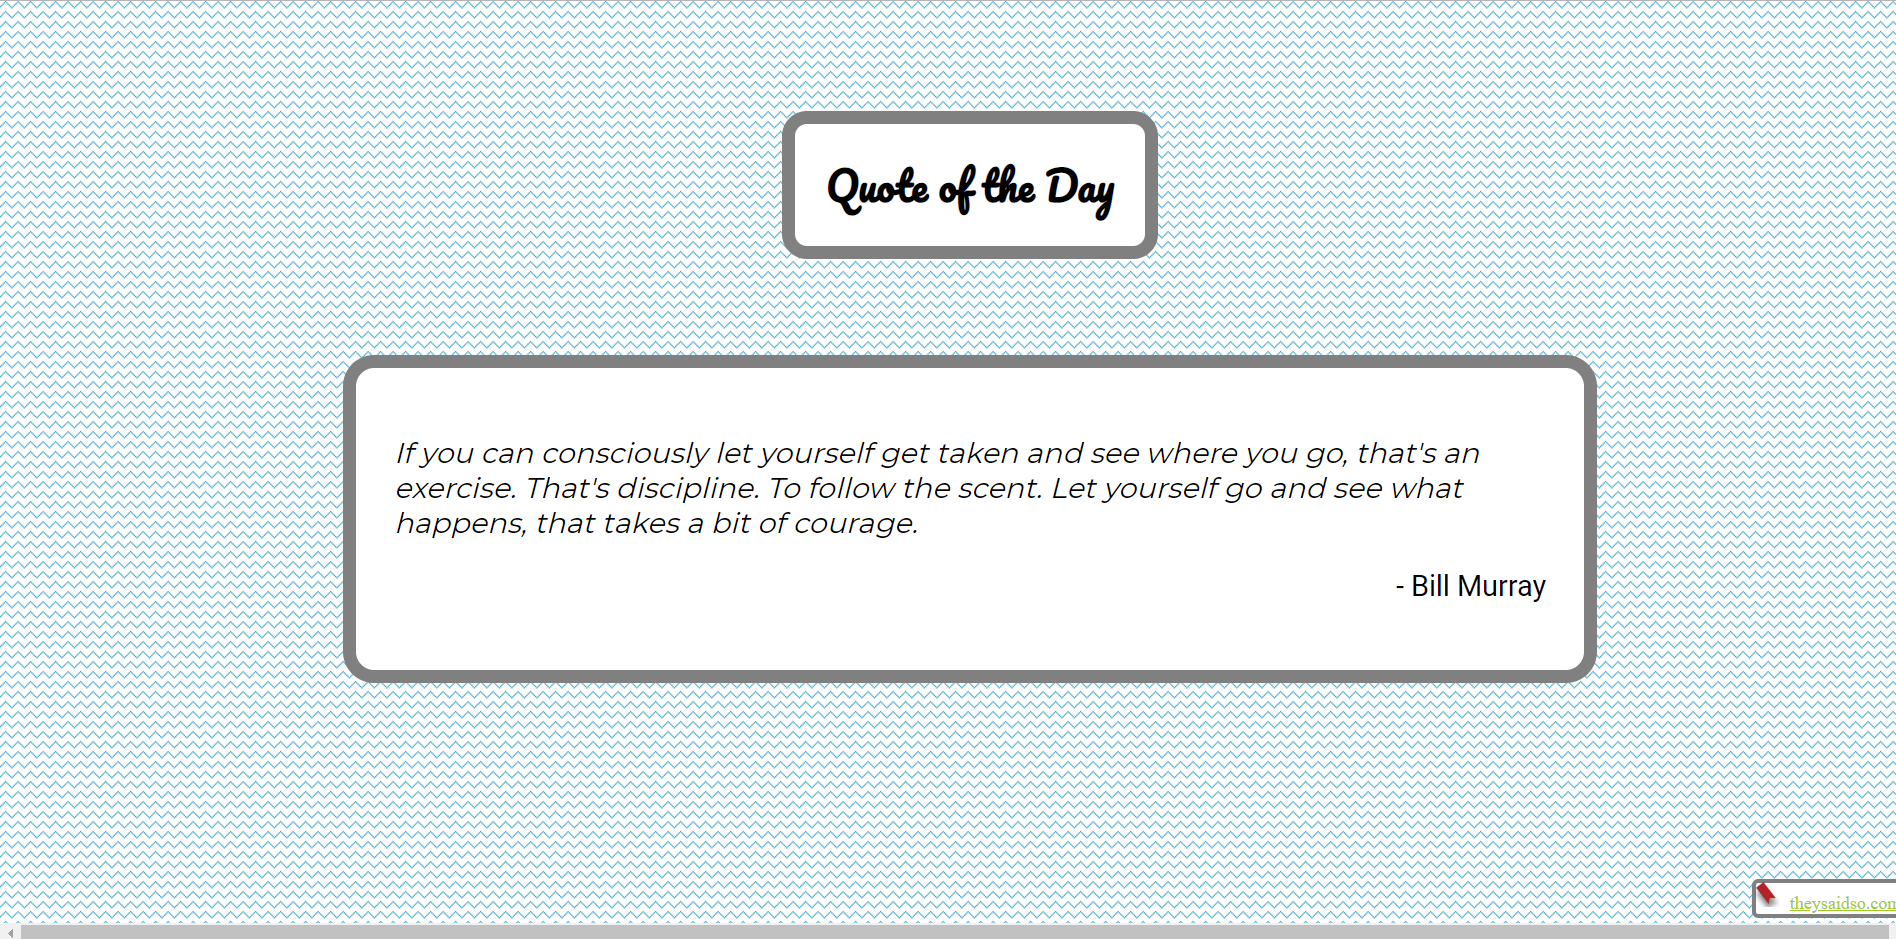 Quote of the Day
If you can consciously let yourself get taken and see where you go, that's an
exercise. That's discipline. To follow the scent. Let yourself go and see what
happens, that takes a bit of courage.
- Bill Murray
theysaidso.com